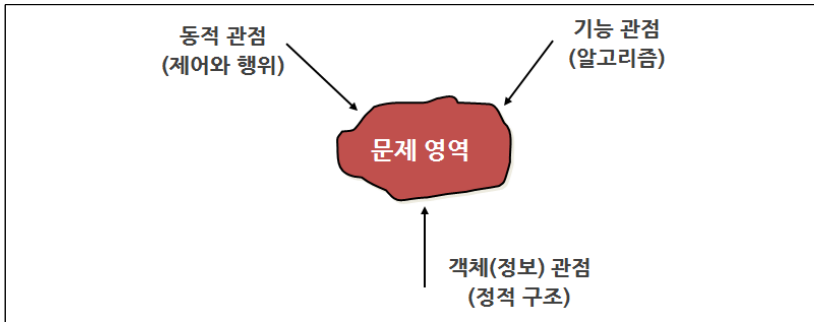 동적 관점
(제어와 행위)
기능 관점
(알고리즘)
문제 영역
객체(정보) 관점
(정적 구조)